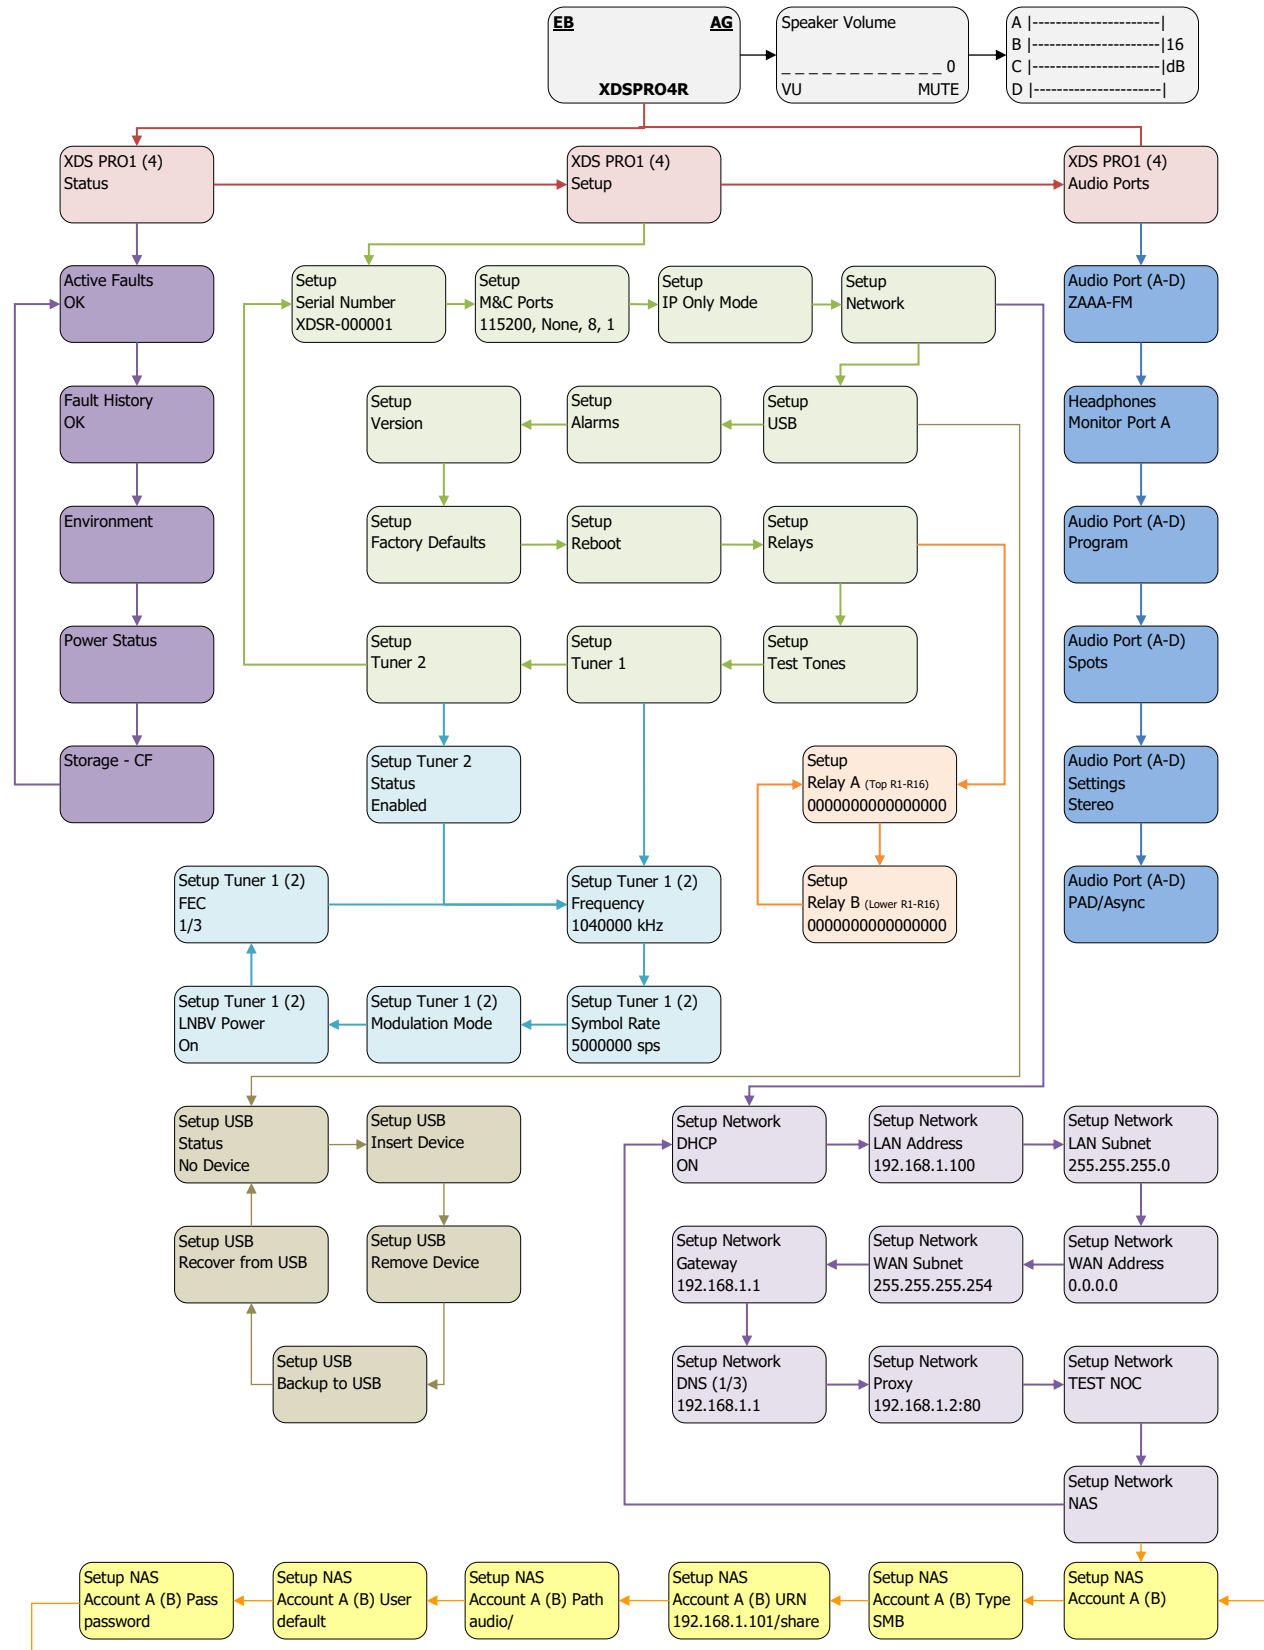 EB AG
XDSPRO4R
Speaker Volume
_ _ _ _ _ _ _ _ _ _ _ _ _ 0
VU MUTE
A |----------------------|
B |----------------------|16
C |----------------------|dB
D |----------------------|
XDS PRO1 (4)
Status
XDS PRO1 (4)
Setup
XDS PRO1 (4)
Audio Ports
Active Faults
OK
Setup
Serial Number
XDSR-000001
Setup
M&C Ports
115200, None, 8, 1
Setup
IP Only Mode
Setup
Network
Audio Port (A-D)
ZAAA-FM
Fault History
OK
Setup
Version
Setup
Alarms
Setup
USB
Headphones
Monitor Port A
Environment
Setup
Factory Defaults
Setup
Reboot
Setup
Relays
Audio Port (A-D)
Program
Power Status
Setup
Tuner 2
Setup
Tuner 1
Setup
Test Tones
Audio Port (A-D)
Spots
Storage - CF
Setup Tuner 2
Status
Enabled
Setup
Relay A (Top R1-R16)
0000000000000000
Audio Port (A-D)
Settings
Stereo
Setup Tuner 1 (2)
FEC
1/3
Setup Tuner 1 (2)
Frequency
1040000 kHz
Setup
Relay B (Lower R1-R16)
0000000000000000
Audio Port (A-D)
PAD/Async
Setup Tuner 1 (2)
LNBV Power
On
Setup Tuner 1 (2)
Modulation Mode
Setup Tuner 1 (2)
Symbol Rate
5000000 sps
Setup USB
Status
No Device
Setup USB
Insert Device
Setup Network
DHCP
ON
Setup Network
LAN Address
192.168.1.100
Setup Network
LAN Subnet
255.255.255.0
Setup USB
Recover from USB
Setup USB
Remove Device
Setup Network
Gateway
192.168.1.1
Setup Network
WAN Subnet
255.255.255.254
Setup Network
WAN Address
0.0.0.0
Setup USB
Backup to USB
Setup Network
DNS (1/3)
192.168.1.1
Setup Network
Proxy
192.168.1.2:80
Setup Network
TEST NOC
Setup Network
NAS
Setup NAS
Account A (B) Pass
password
Setup NAS
Account A (B) User
default
Setup NAS
Account A (B) Path
audio/
Setup NAS
Account A (B) URN
192.168.1.101/share
Setup NAS
Account A (B) Type
SMB
Setup NAS
Account A (B)